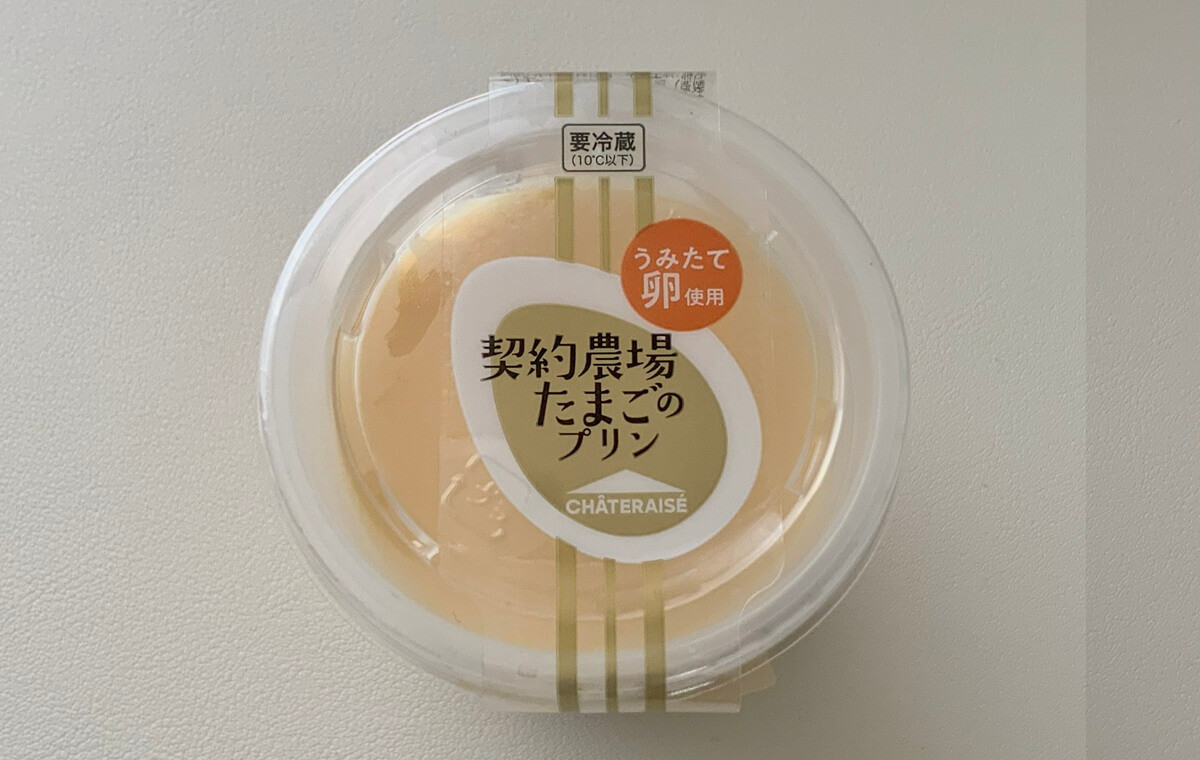 要冷蔵
(10℃以下)
うみたて
卵使用
契約農場
たまごの
プリン
CHÂTERAISÉ